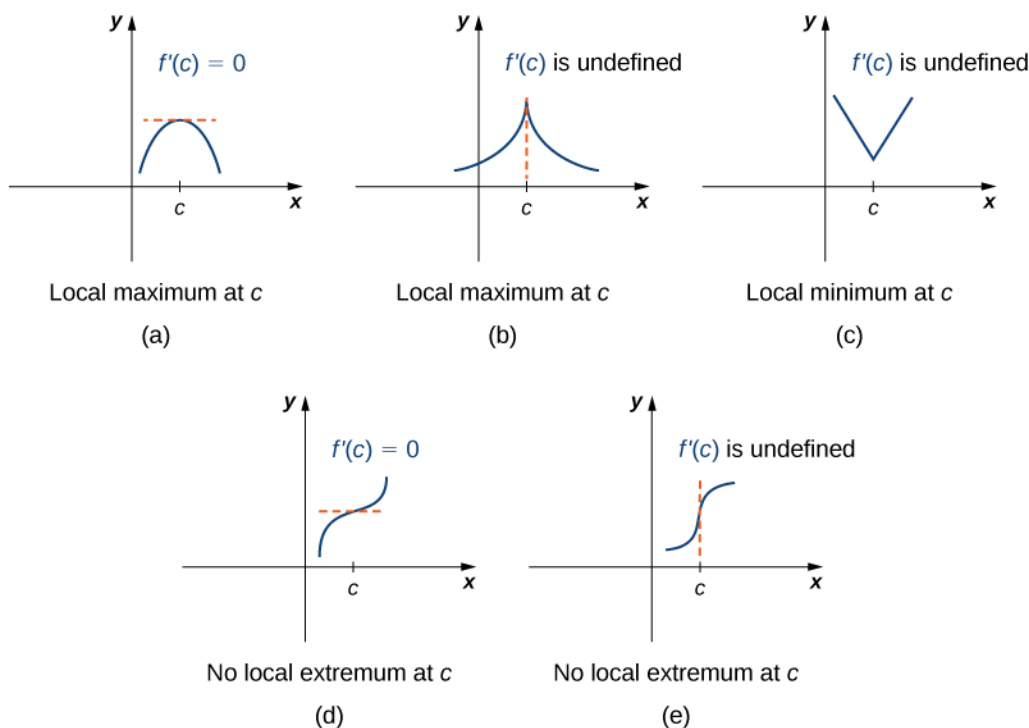 y
f'(c) = 0
x
c
Local maximum at c
(a)
y
f'(c) is undefined
x
c
Local maximum at c
(b)
y
f'(c) is undefined
x
c
Local minimum at c
(c)
y
f'(c) = 0
x
c
No local extremum at c
(d)
y
f'(c) is undefined
x
c
No local extremum at c
(e)